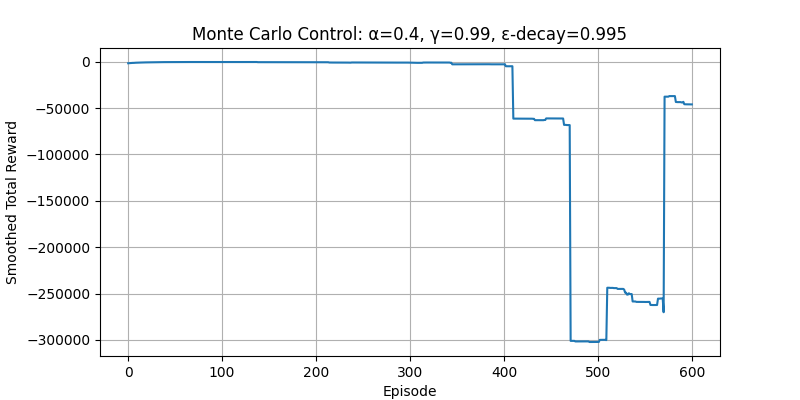 Monte Carlo Control: α=0.4, γ=0.99, ε-decay=0.995
Smoothed Total Reward
0
−50000
−100000
−150000
−200000
−250000
−300000
0 100 200 300 400 500 600
Episode